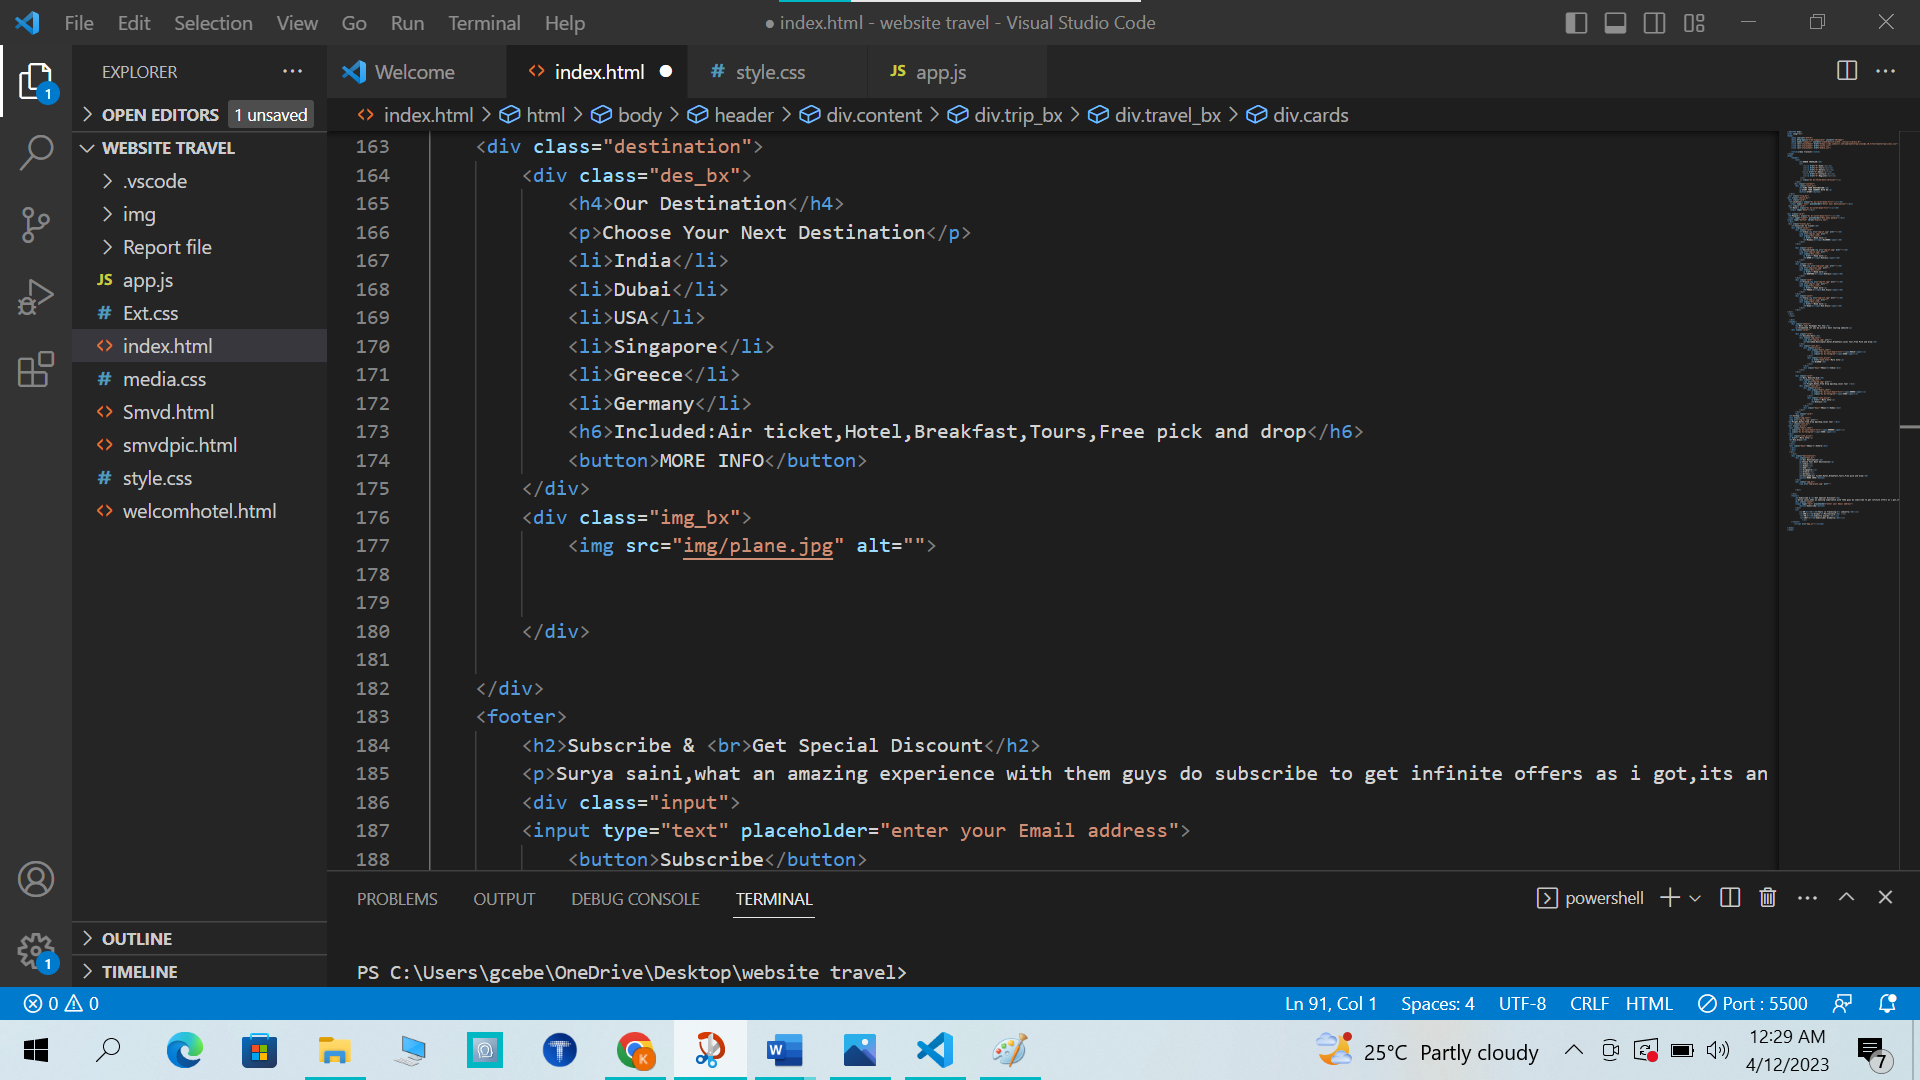 File Edit Selection View Go Run Terminal Help
● index.html - website travel - Visual Studio Code
EXPLORER
Welcome
<> index.html
# style.css
JS app.js
1
OPEN EDITORS 1 unsaved
<> index.html > html > body > header > div.content > div.trip_bx > div.travel_bx > div.cards
WEBSITE TRAVEL
.vscode
img
Report file
JS app.js
# Ext.css
<> index.html
# media.css
<> Smvd.html
<> smvdpic.html
# style.css
<> welcomhotel.html
163 <div class="destination">
164 <div class="des_bx">
165 <h4>Our Destination</h4>
166 <p>Choose Your Next Destination</p>
167 <li>India</li>
168 <li>Dubai</li>
169 <li>USA</li>
170 <li>Singapore</li>
171 <li>Greece</li>
172 <li>Germany</li>
173 <h6>Included:Air ticket,Hotel,Breakfast,Tours,Free pick and drop</h6>
174 <button>MORE INFO</button>
175 </div>
176 <div class="img_bx">
177 <img src="img/plane.jpg" alt="">
178
179
180 </div>
181
182 </div>
183 <footer>
184 <h2>Subscribe & <br>Get Special Discount</h2>
185 <p>Surya saini,what an amazing experience with them guys do subscribe to get infinite offers as i got,its an
186 <div class="input">
187 <input type="text" placeholder="enter your Email address">
188 <button>Subscribe</button>
PROBLEMS OUTPUT DEBUG CONSOLE TERMINAL
powershell
OUTLINE
1
TIMELINE
PS C:\Users\gcebe\OneDrive\Desktop\website travel>
0 0
Ln 91, Col 1 Spaces: 4 UTF-8 CRLF HTML Port : 5500
T
K
W
25°C Partly cloudy
12:29 AM
4/12/2023
7